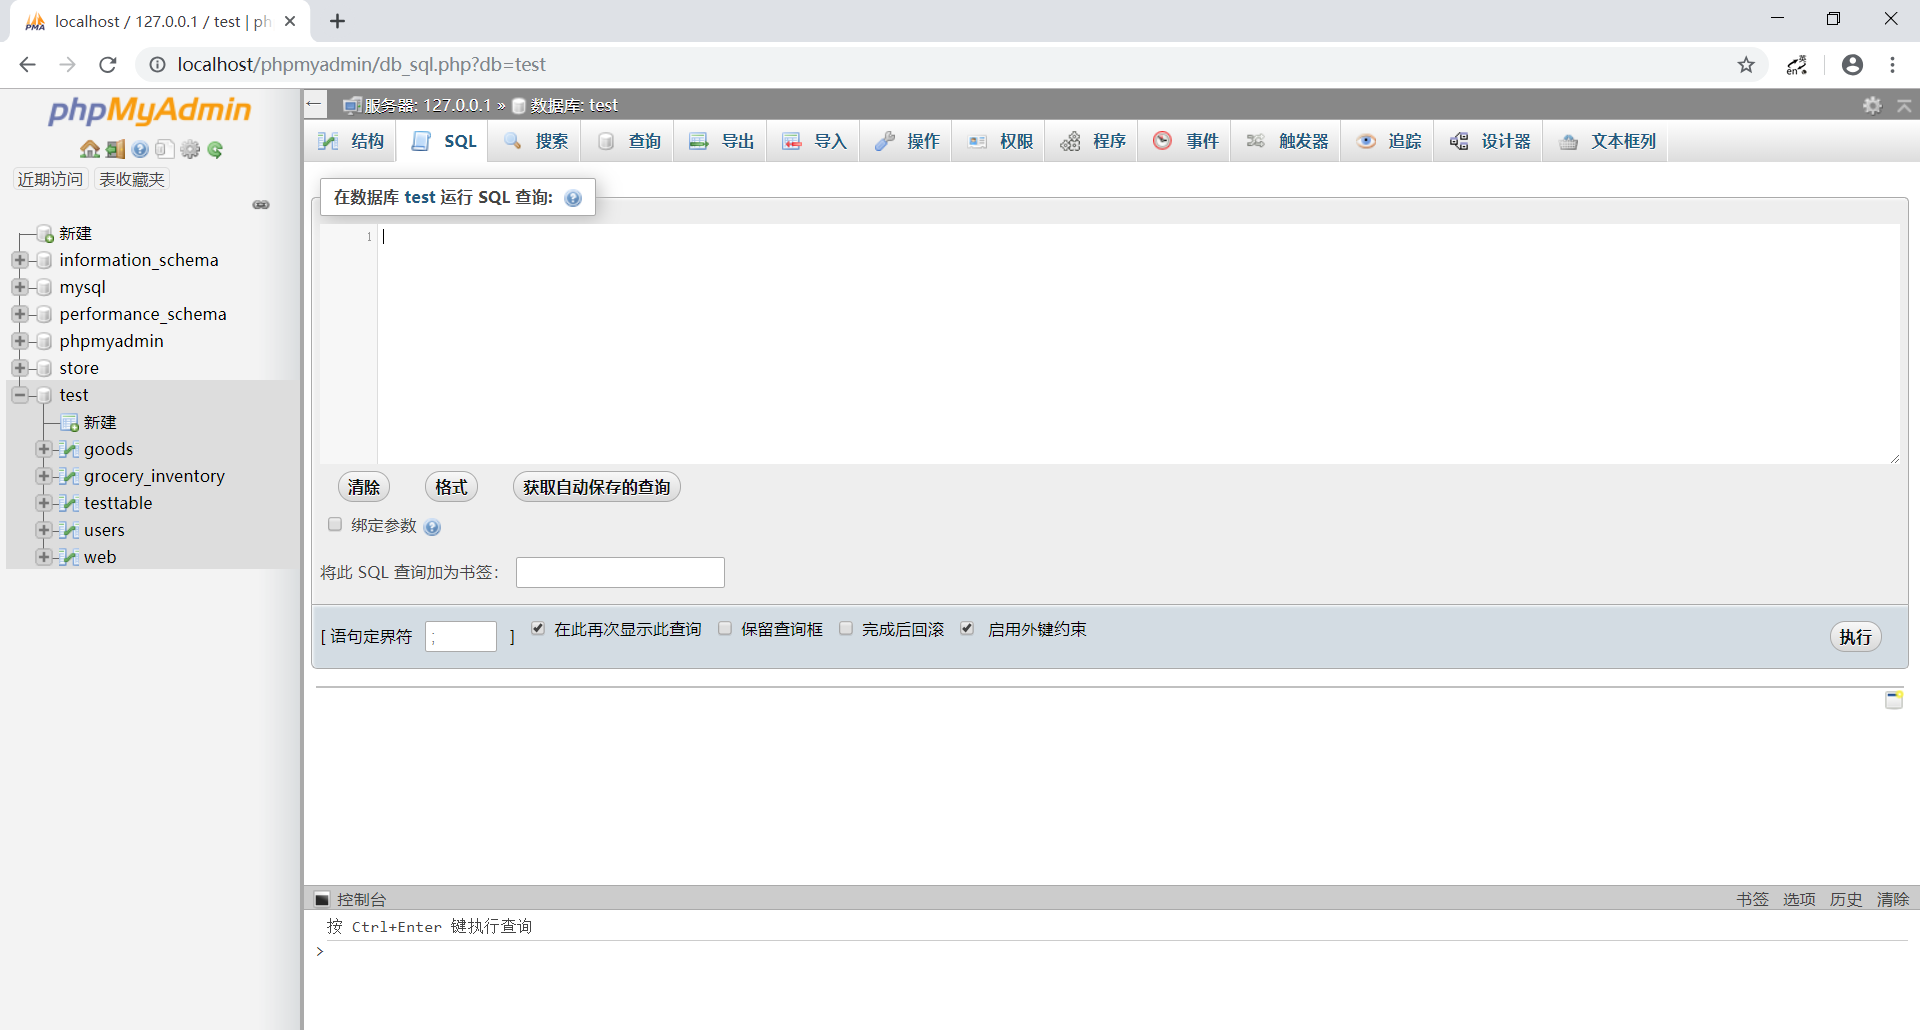 localhost / 127.0.0.1 / test | ph
localhost/phpmyadmin/db_sql.php?db=test
phpMyAdmin
近期访问 表收藏夹
新建
information_schema
mysql
performance_schema
phpmyadmin
store
test
新建
goods
grocery_inventory
testtable
users
web
服务器: 127.0.0.1 » 数据库: test
结构 SQL 搜索 查询 导出 导入 操作 权限 程序 事件 触发器 追踪 设计器 文本框列
在数据库 test 运行 SQL 查询:
1
清除 格式 获取自动保存的查询
绑定参数
将此 SQL 查询加为书签:
[ 语句定界符 ; ] 在此再次显示此查询 保留查询框 完成后回滚 启用外键约束 执行
控制台 书签 选项 历史 清除
按 Ctrl+Enter 键执行查询
>